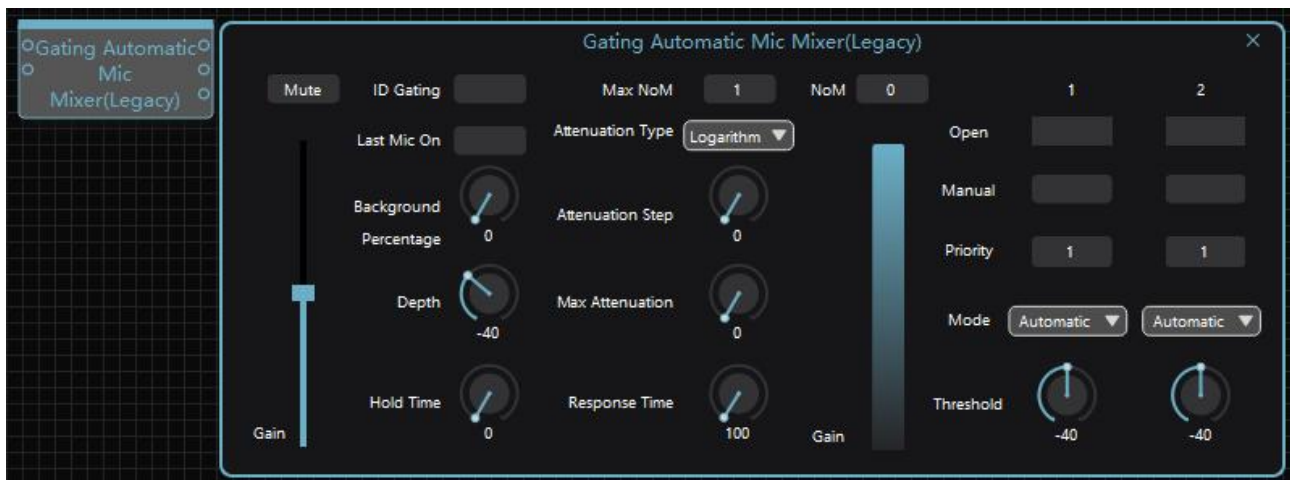 Gating Automatic
Mic
Mixer(Legacy)
Gating Automatic Mic Mixer(Legacy)
Mute ID Gating Max NoM 1 NoM 0 1 2
Last Mic On Attenuation Type Logarithm Open
Background
Percentage
0
Attenuation Step
0
Manual
Priority 1 1
Depth
-40
Max Attenuation
0
Mode Automatic Automatic
Hold Time
0
Response Time
100
Threshold
-40 -40
Gain Gain